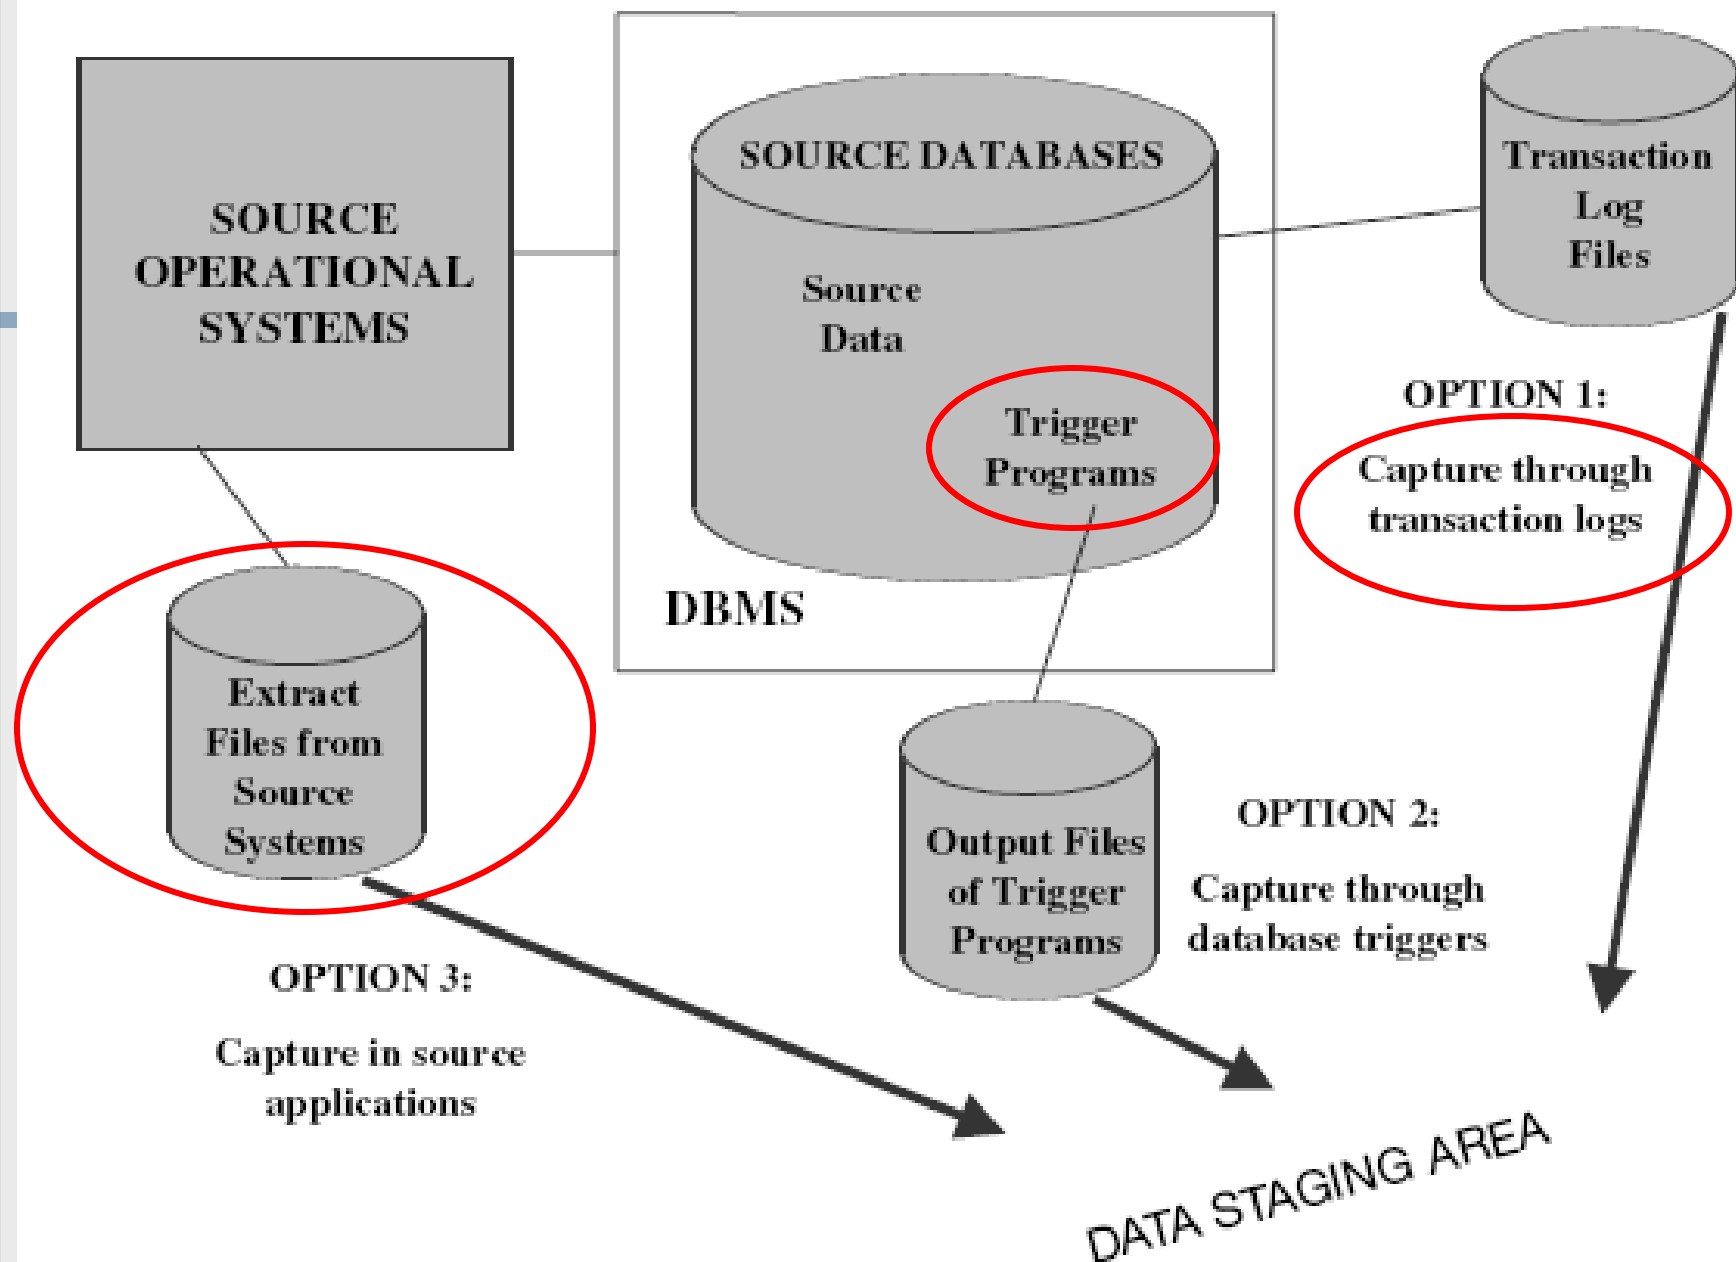 SOURCE
OPERATIONAL
SYSTEMS
SOURCE DATABASES
Source
Data
Trigger
Programs
DBMS
Transaction
Log
Files
OPTION 1:
Capture through
transaction logs
Extract
Files from
Source
Systems
OPTION 3:
Capture in source
applications
Output Files
of Trigger
Programs
OPTION 2:
Capture through
database triggers
DATA STAGING AREA